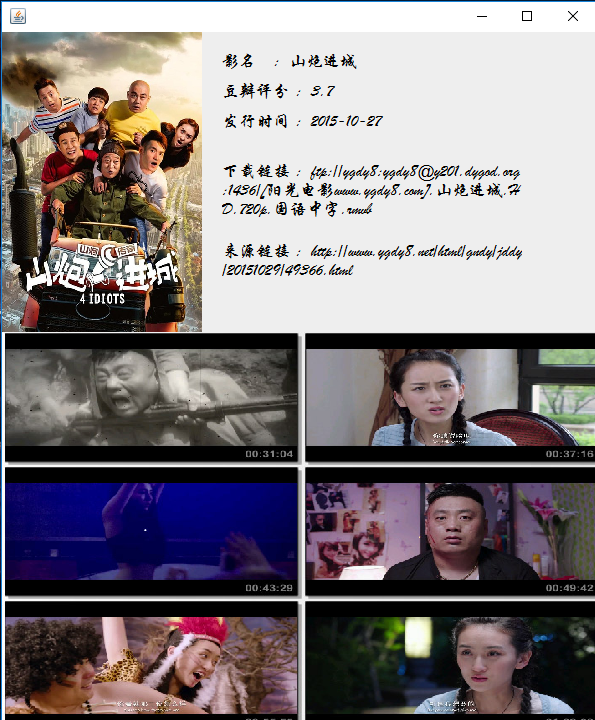 影名 : 山炮进城
豆瓣评分 : 3.7
发行时间 : 2015-10-27
下载链接 : ftp://ygdy8:ygdy8@y201.dygod.org
:1436/[阳光电影www.ygdy8.com].山炮进城.H
D.720p.国语中字.rmvb
来源链接 : http://www.ygdy8.net/html/gndy/jddy
/20151029/49366.html
山炮进城
4 IDIOTS
00:31:04
00:37:16
00:43:29
00:49:42